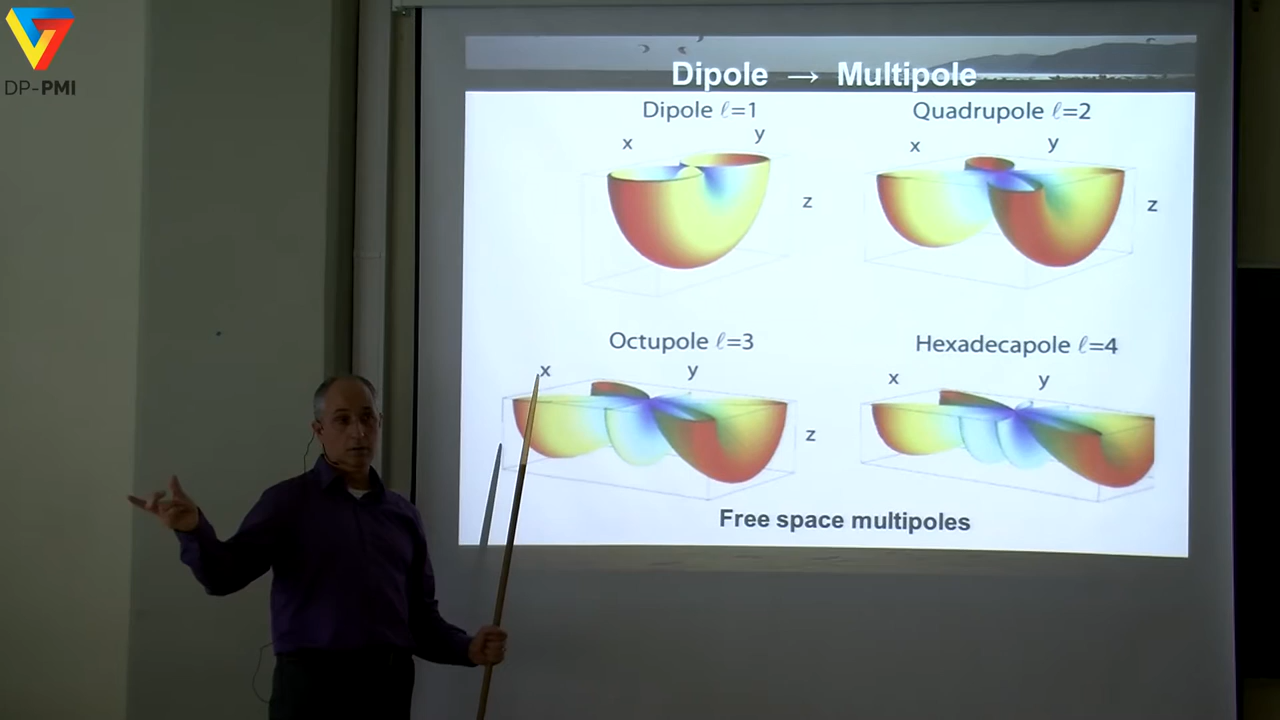 DP-PMI
Dipole → Multipole
Dipole ℓ=1
x
y
z
Quadrupole ℓ=2
x
y
z
Octupole ℓ=3
x
y
z
Hexadecapole ℓ=4
x
y
Free space multipoles